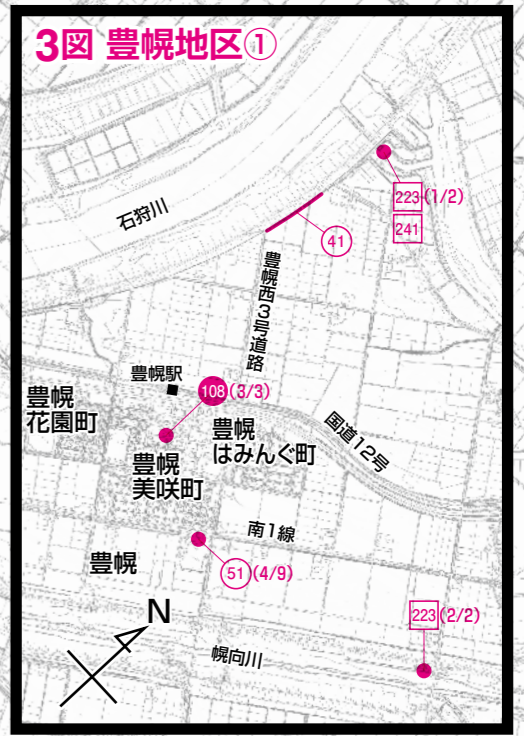 3図 豊幌地区①
石狩川
223(1/2)
241
41
豊幌西3号道路
豊幌駅
108(3/3)
豊幌
花園町
豊幌
はみんぐ町
国道12号
豊幌
美咲町
南1線
豊幌
51(4/9)
N
223(2/2)
幌向川